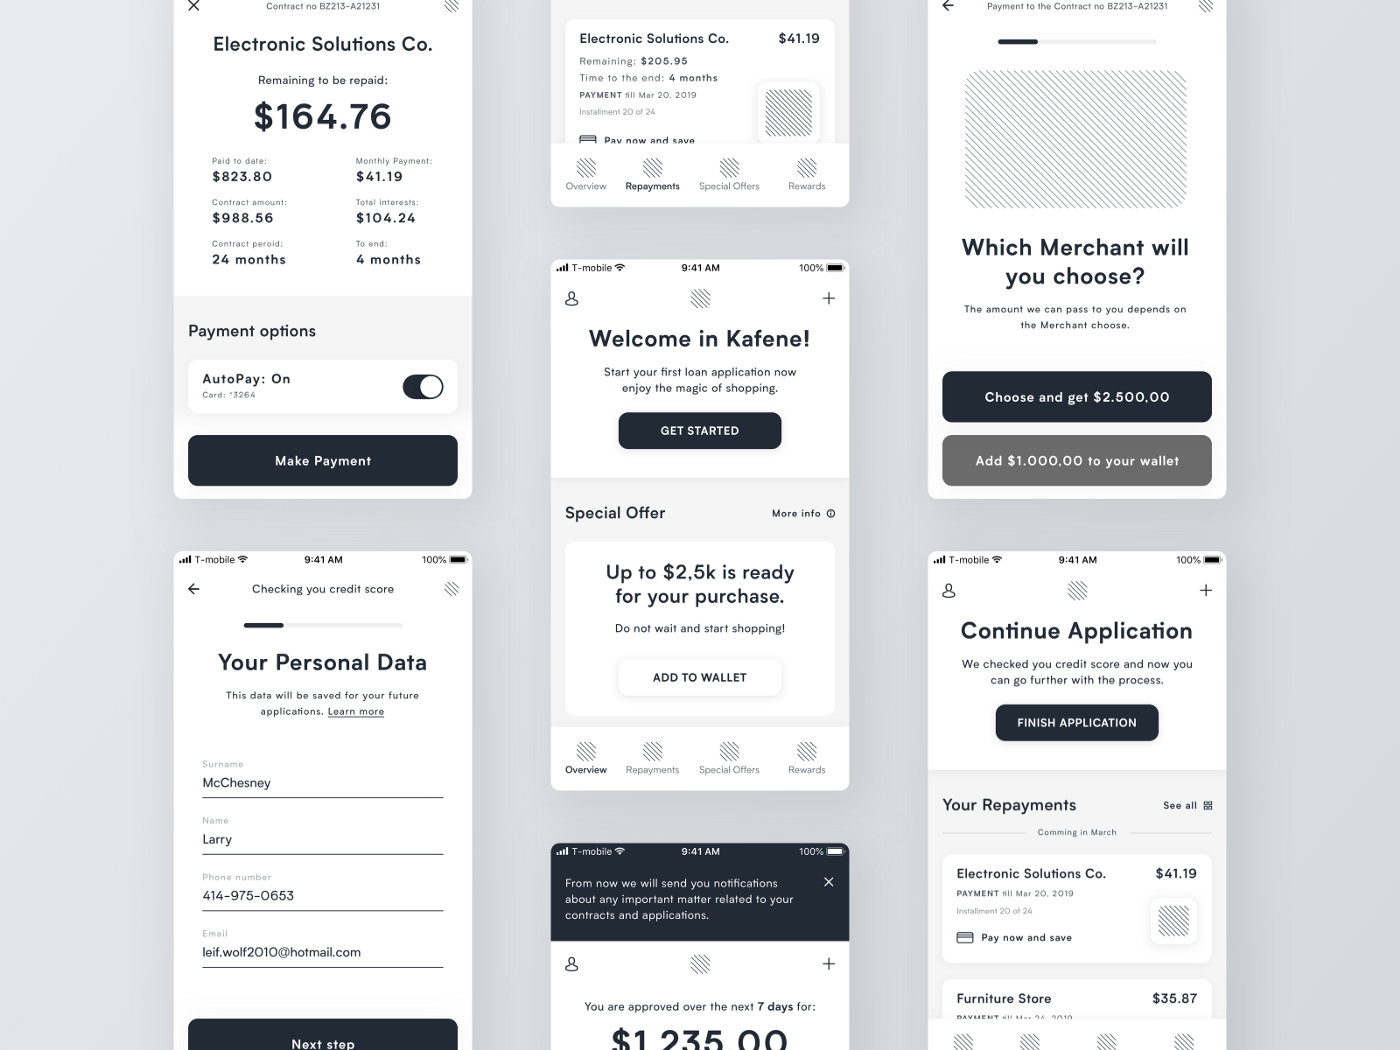 Contract no BZ213-A21231
Electronic Solutions Co.
Remaining to be repaid:
$164.76
Paid to date:
$823.80
Monthly Payment:
$41.19
Contract amount:
$988.56
Total interests:
$104.24
Contract peroid:
24 months
To end:
4 months
Payment options
AutoPay: On
Card: *3264
Make Payment
T-mobile 9:41 AM 100%
Checking you credit score
Your Personal Data
This data will be saved for your future
applications. Learn more
Surname
McChesney
Name
Larry
Phone number
414-975-0653
Email
leif.wolf2010@hotmail.com
Next step
Electronic Solutions Co. $41.19
Remaining: $205.95
Time to the end: 4 months
PAYMENT till Mar 20, 2019
Installment 20 of 24
Pay now and save
Overview Repayments Special Offers Rewards
T-mobile 9:41 AM 100%
Welcome in Kafene!
Start your first loan application now
enjoy the magic of shopping.
GET STARTED
Special Offer More info
Up to $2,5k is ready
for your purchase.
Do not wait and start shopping!
ADD TO WALLET
Overview Repayments Special Offers Rewards
T-mobile 9:41 AM 100%
From now we will send you notifications
about any important matter related to your
contracts and applications.
You are approved over the next 7 days for:
$1 235,00
Payment to the Contract no BZ213-A21231
Which Merchant will
you choose?
The amount we can pass to you depends on
the Merchant choose.
Choose and get $2.500,00
Add $1.000,00 to your wallet
T-mobile 9:41 AM 100%
Continue Application
We checked you credit score and now you
can go further with the process.
FINISH APPLICATION
Your Repayments See all
Comming in March
Electronic Solutions Co. $41.19
PAYMENT till Mar 20, 2019
Installment 20 of 24
Pay now and save
Furniture Store $35.87
PAYMENT till Mar 24, 2019